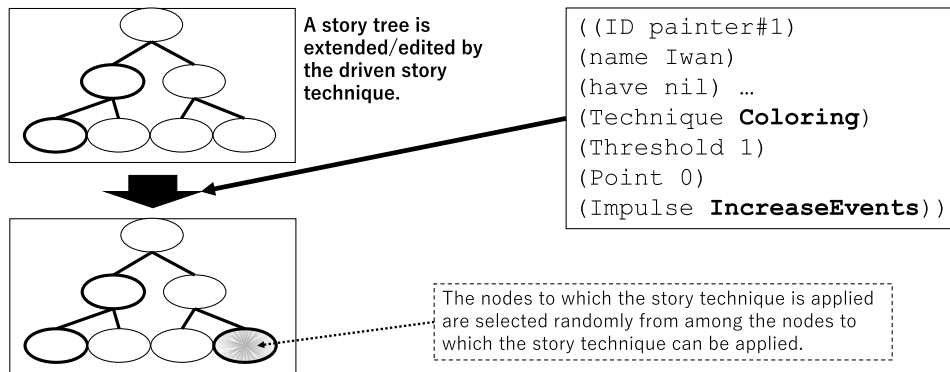 A story tree is
extended/edited by
the driven story
technique.
((ID painter#1)
(name Iwan)
(have nil) …
(Technique Coloring)
(Threshold 1)
(Point 0)
(Impulse IncreaseEvents))
The nodes to which the story technique is applied
are selected randomly from among the nodes to
which the story technique can be applied.